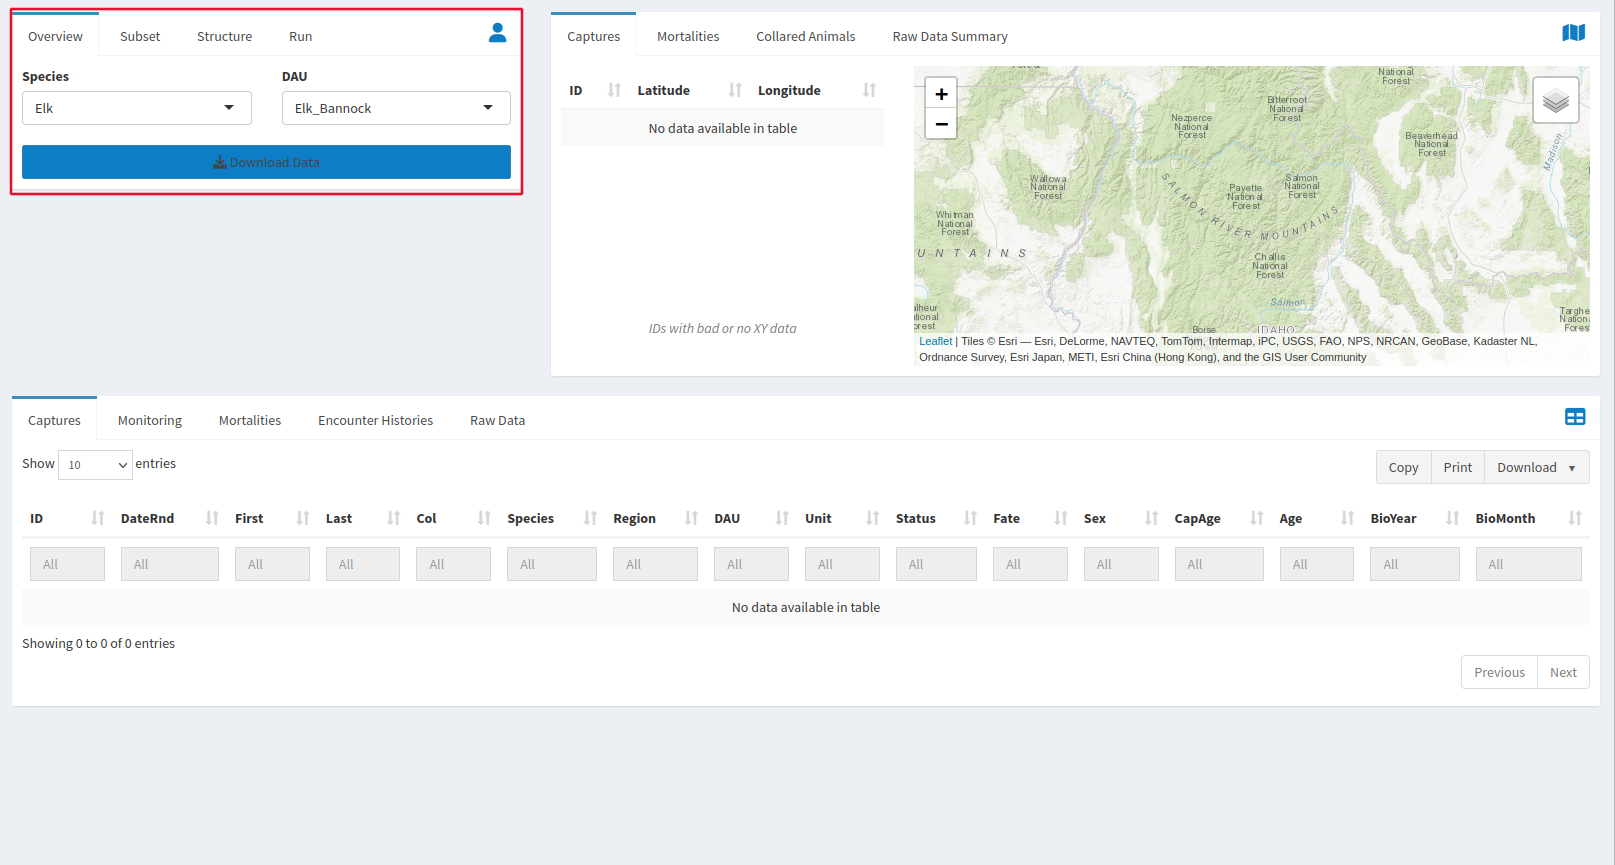 Overview Subset Structure Run
Species DAU
Elk Elk_Bannock
Download Data
Captures Mortalities Collared Animals Raw Data Summary
ID Latitude Longitude
No data available in table
IDs with bad or no XY data
+
−
National
Forest
Bitterroot
National
Forest
Nezperce
National
Forest
Beaverhead
National
Forest
Madison
Wallowa
National
Forest
Payette
National
Forest
Salmon
National
Forest
SALMON RIVER MOUNTAINS
Whitman
National
Forest
UNTAINS
Challis
National
Forest
Salmon
lheur
tional
orest
Targhe
Nation
Fores
Boise
IDAHO
Leaflet | Tiles © Esri — Esri, DeLorme, NAVTEQ, TomTom, Intermap, iPC, USGS, FAO, NPS, NRCAN, GeoBase, Kadaster NL,
Ordnance Survey, Esri Japan, METI, Esri China (Hong Kong), and the GIS User Community
Captures Monitoring Mortalities Encounter Histories Raw Data
Show 10 entries
Copy Print Download
ID DateRnd First Last Col Species Region DAU Unit Status Fate Sex CapAge Age BioYear BioMonth
All All All All All All All All All All All All All All All All
No data available in table
Showing 0 to 0 of 0 entries
Previous Next